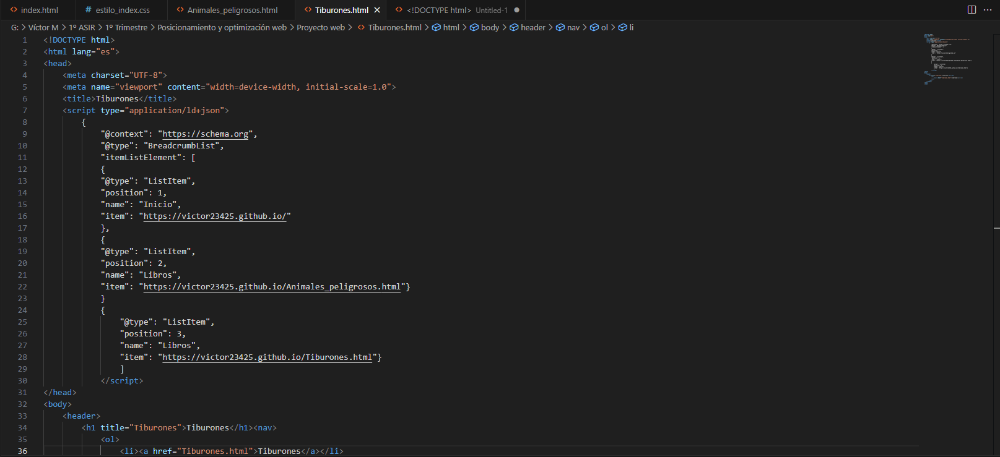 index.html
estilo_index.css
Animales_peligrosos.html
Tiburones.html
<!DOCTYPE html> Untitled-1
G: > Víctor M > 1º ASIR > 1º Trimestre > Posicionamiento y optimización web > Proyecto web > Tiburones.html > html > body > header > nav > ol > li
1 <!DOCTYPE html>
2 <html lang="es">
3 <head>
4 <meta charset="UTF-8">
5 <meta name="viewport" content="width=device-width, initial-scale=1.0">
6 <title>Tiburones</title>
7 <script type="application/ld+json">
8 {
9 "@context": "https://schema.org",
10 "@type": "BreadcrumbList",
11 "itemListElement": [
12 {
13 "@type": "ListItem",
14 "position": 1,
15 "name": "Inicio",
16 "item": "https://victor23425.github.io/"
17 },
18 {
19 "@type": "ListItem",
20 "position": 2,
21 "name": "Libros",
22 "item": "https://victor23425.github.io/Animales_peligrosos.html"}
23 }
24 {
25 "@type": "ListItem",
26 "position": 3,
27 "name": "Libros",
28 "item": "https://victor23425.github.io/Tiburones.html"}
29 ]
30 </script>
31 </head>
32 <body>
33 <header>
34 <h1 title="Tiburones">Tiburones</h1><nav>
35 <ol>
36 <li><a href="Tiburones.html">Tiburones</a></li>